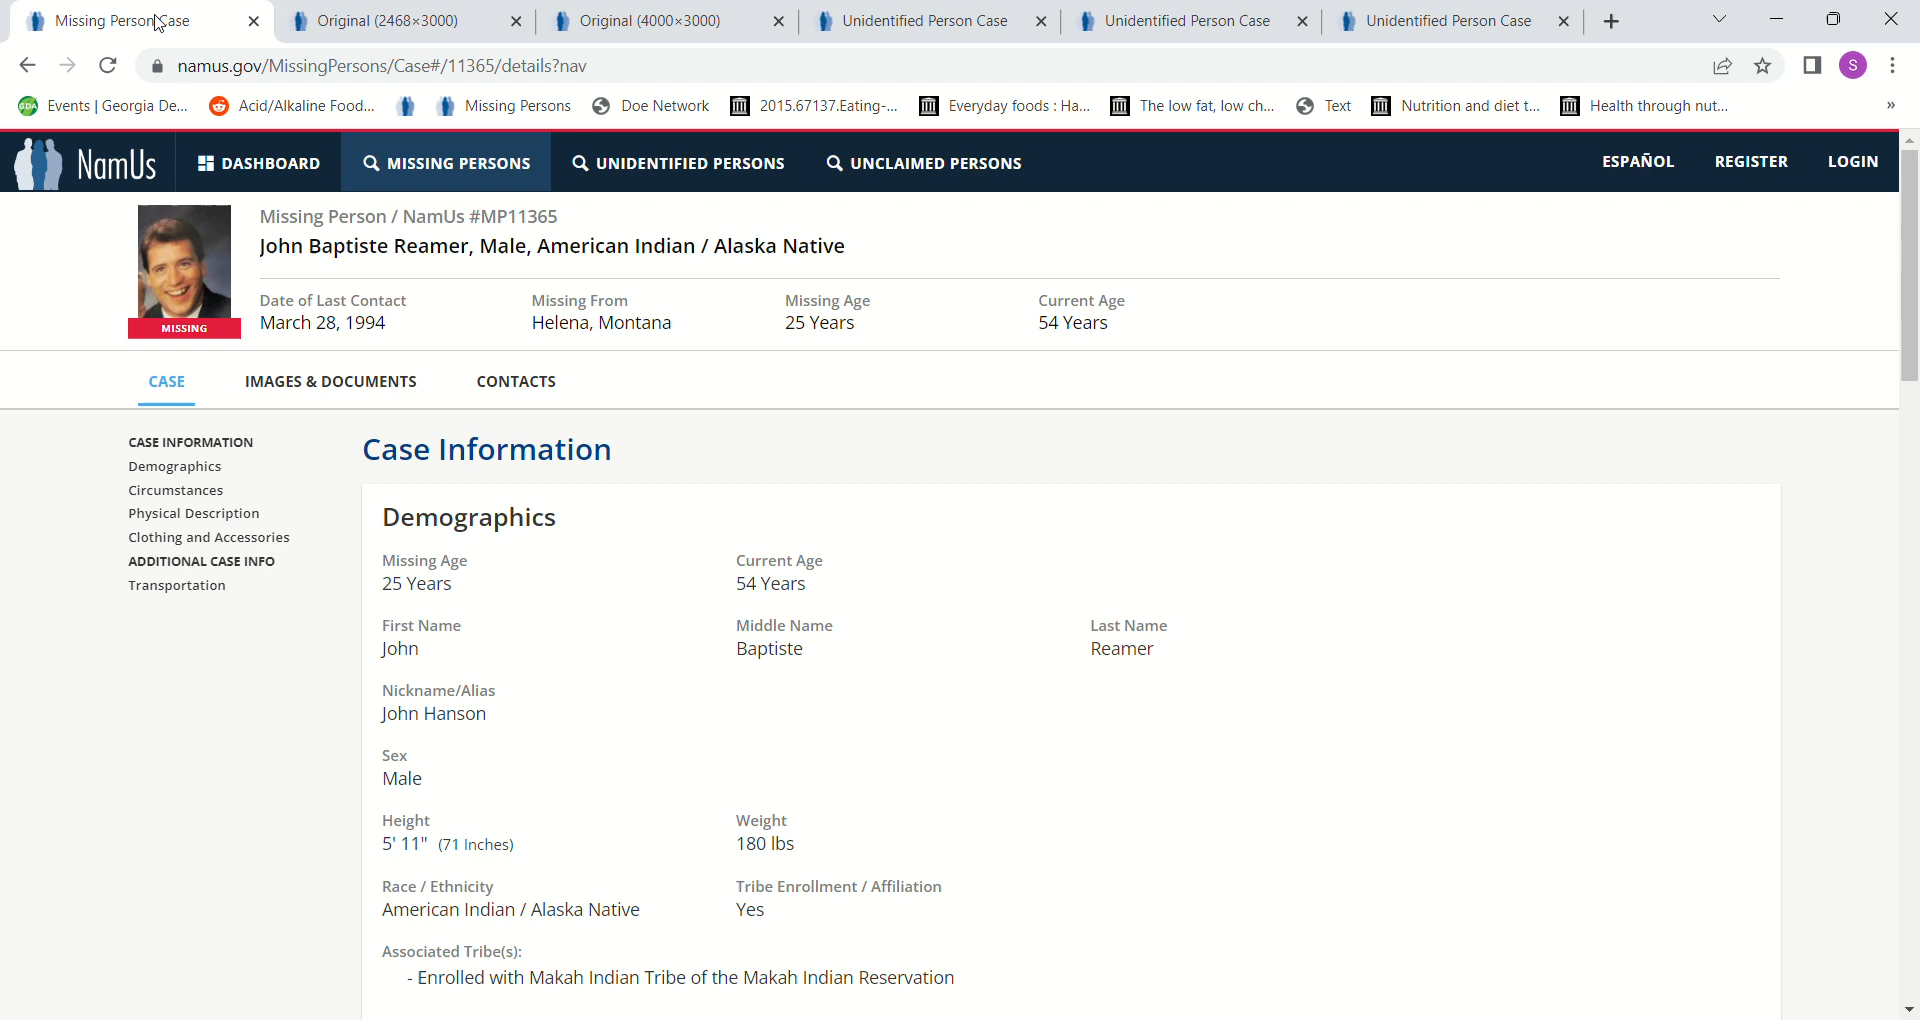 Missing Person Case
Original (2468×3000)
Original (4000×3000)
Unidentified Person Case
Unidentified Person Case
Unidentified Person Case
namus.gov/MissingPersons/Case#/11365/details?nav
S
GDA Events | Georgia De...
Acid/Alkaline Food...
Missing Persons
Doe Network
2015.67137.Eating-...
Everyday foods : Ha...
The low fat, low ch...
Text
Nutrition and diet t...
Health through nut...
»
NamUs
DASHBOARD
MISSING PERSONS
UNIDENTIFIED PERSONS
UNCLAIMED PERSONS
ESPAÑOL
REGISTER
LOGIN
Missing Person / NamUs #MP11365
John Baptiste Reamer, Male, American Indian / Alaska Native
MISSING
Date of Last Contact
March 28, 1994
Missing From
Helena, Montana
Missing Age
25 Years
Current Age
54 Years
CASE
IMAGES & DOCUMENTS
CONTACTS
CASE INFORMATION
Demographics
Circumstances
Physical Description
Clothing and Accessories
ADDITIONAL CASE INFO
Transportation
Case Information
Demographics
Missing Age
25 Years
Current Age
54 Years
First Name
John
Middle Name
Baptiste
Last Name
Reamer
Nickname/Alias
John Hanson
Sex
Male
Height
5' 11" (71 Inches)
Weight
180 lbs
Race / Ethnicity
American Indian / Alaska Native
Tribe Enrollment / Affiliation
Yes
Associated Tribe(s):
- Enrolled with Makah Indian Tribe of the Makah Indian Reservation